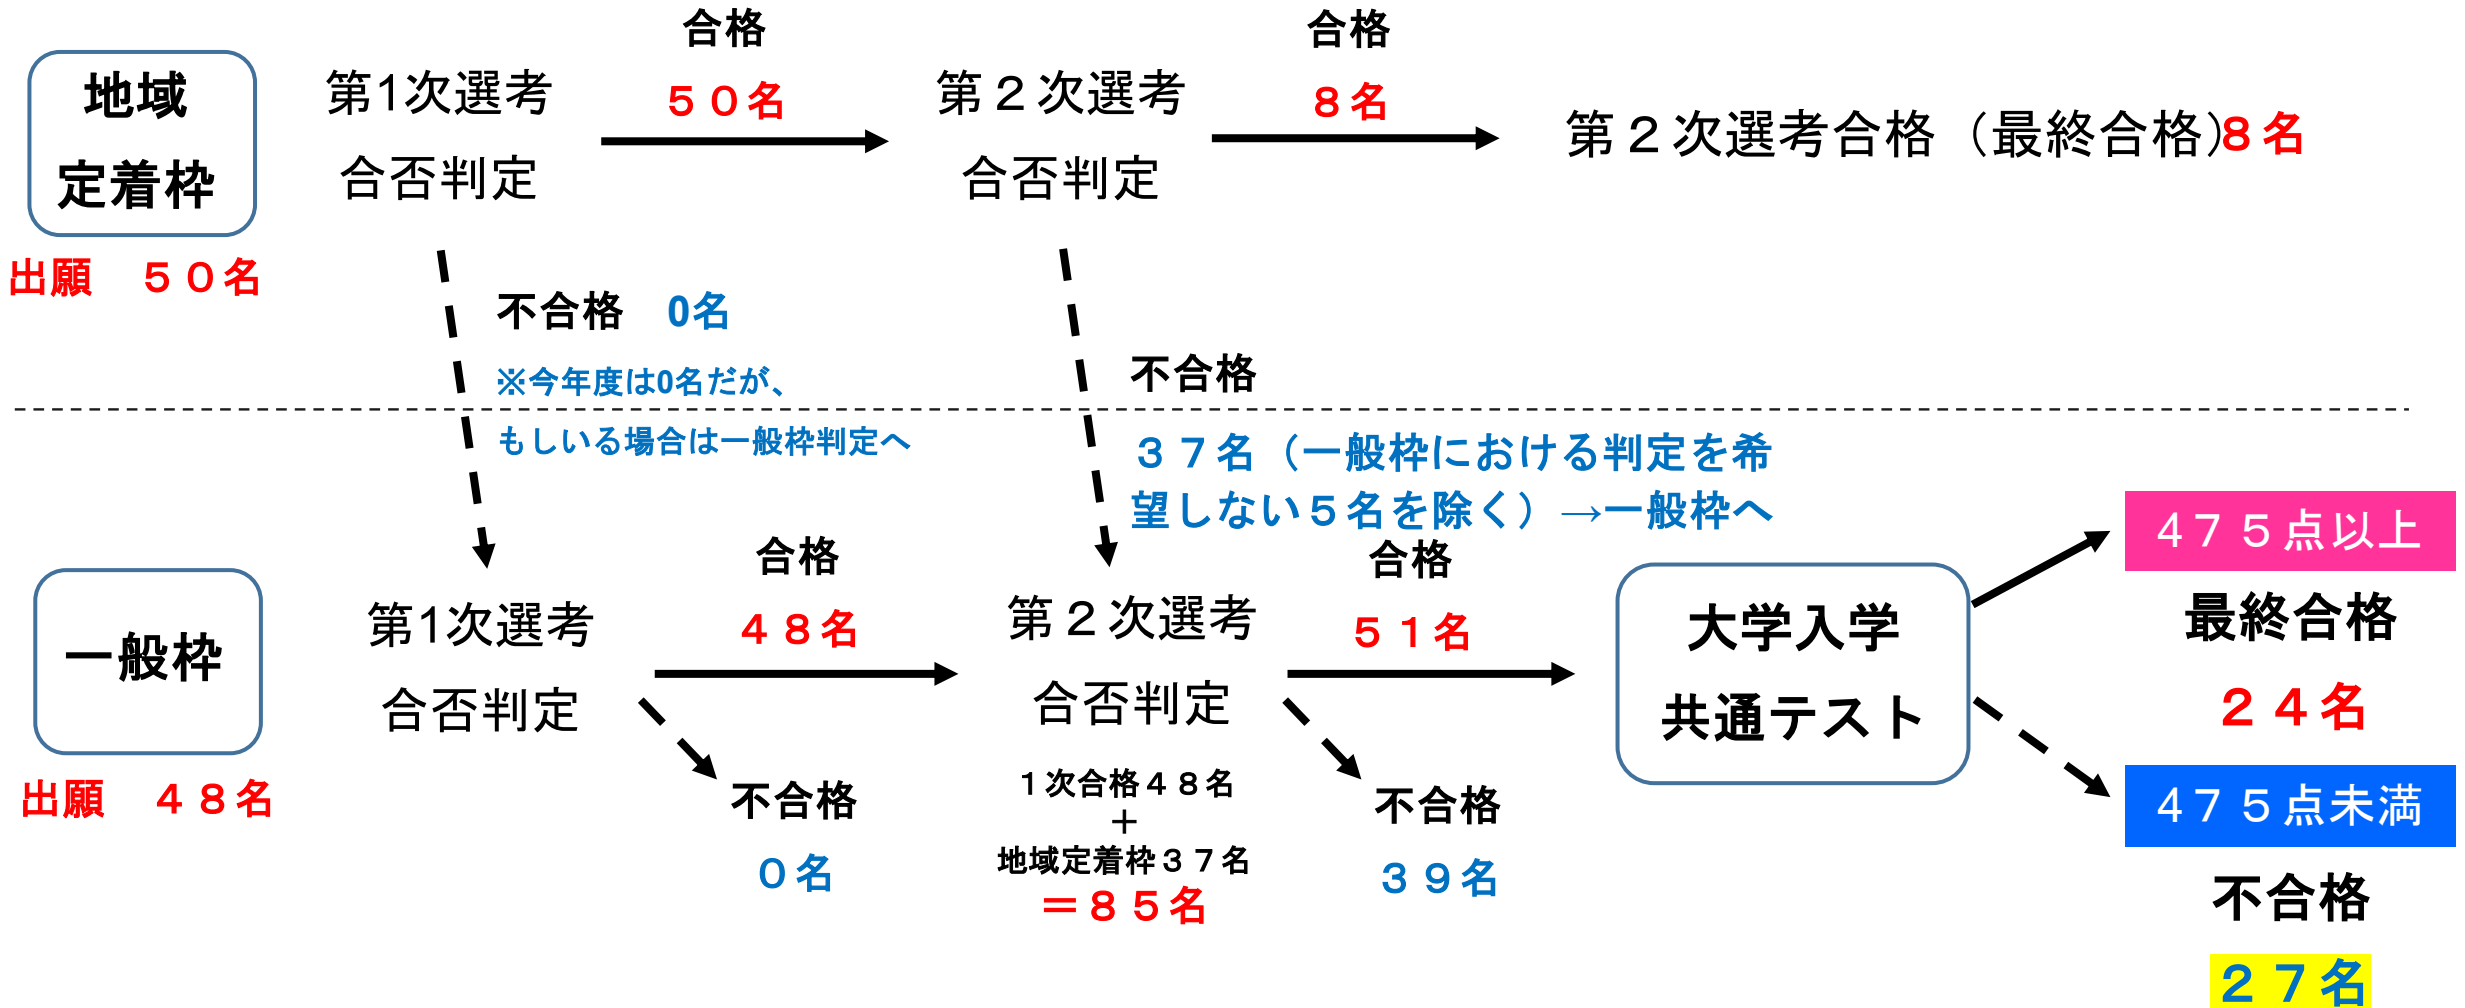 地域
定着枠
出願　５０名
第1次選考
合否判定
合格
５０名
第２次選考
合否判定
合格
８名
第２次選考合格（最終合格)８名
不合格　0名
※今年度は0名だが、
もしいる場合は一般枠判定へ
不合格
３７名（一般枠における判定を希
望しない５名を除く）→一般枠へ
一般枠
出願　４８名
第1次選考
合否判定
合格
４８名
不合格
０名
第２次選考
合否判定
１次合格４８名
＋
地域定着枠３７名
＝８５名
合格
５１名
不合格
３９名
大学入学
共通テスト
４７５点以上
最終合格
２４名
４７５点未満
不合格
２７名